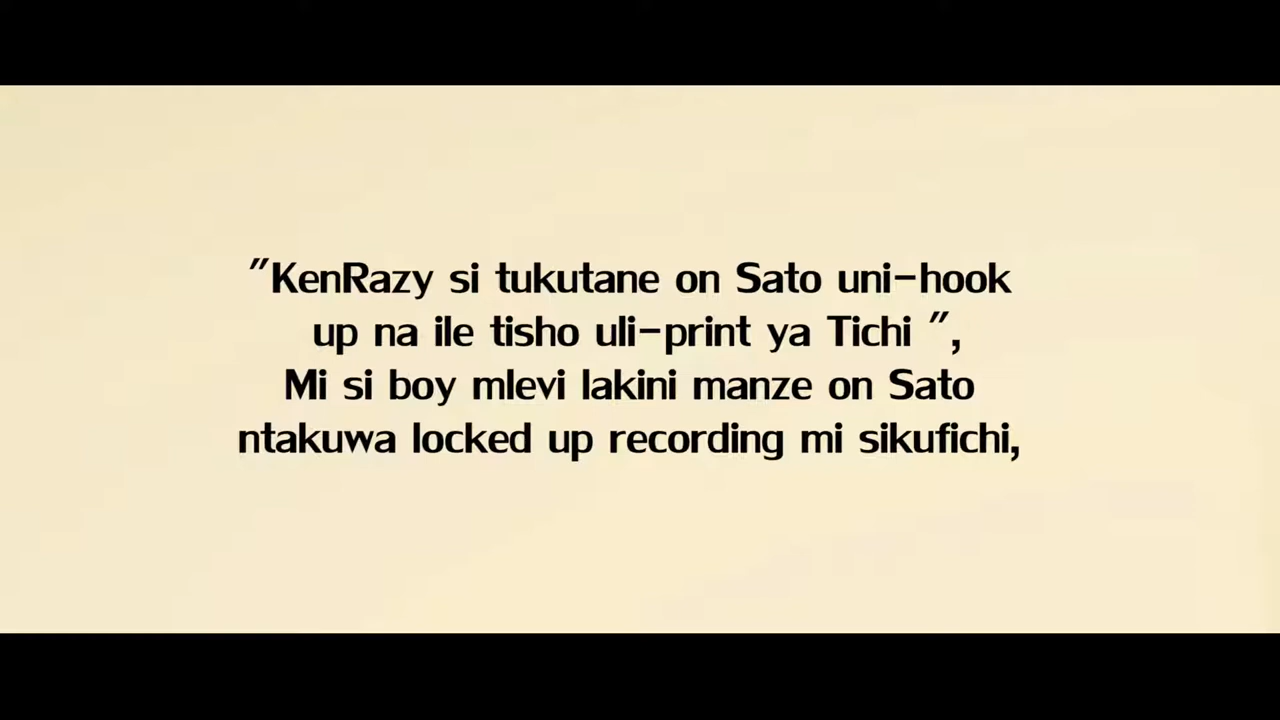 "KenRazy si tukutane on Sato uni-hook
up na ile tisho uli-print ya Tichi ",
Mi si boy mlevi lakini manze on Sato
ntakuwa locked up recording mi sikufichi,